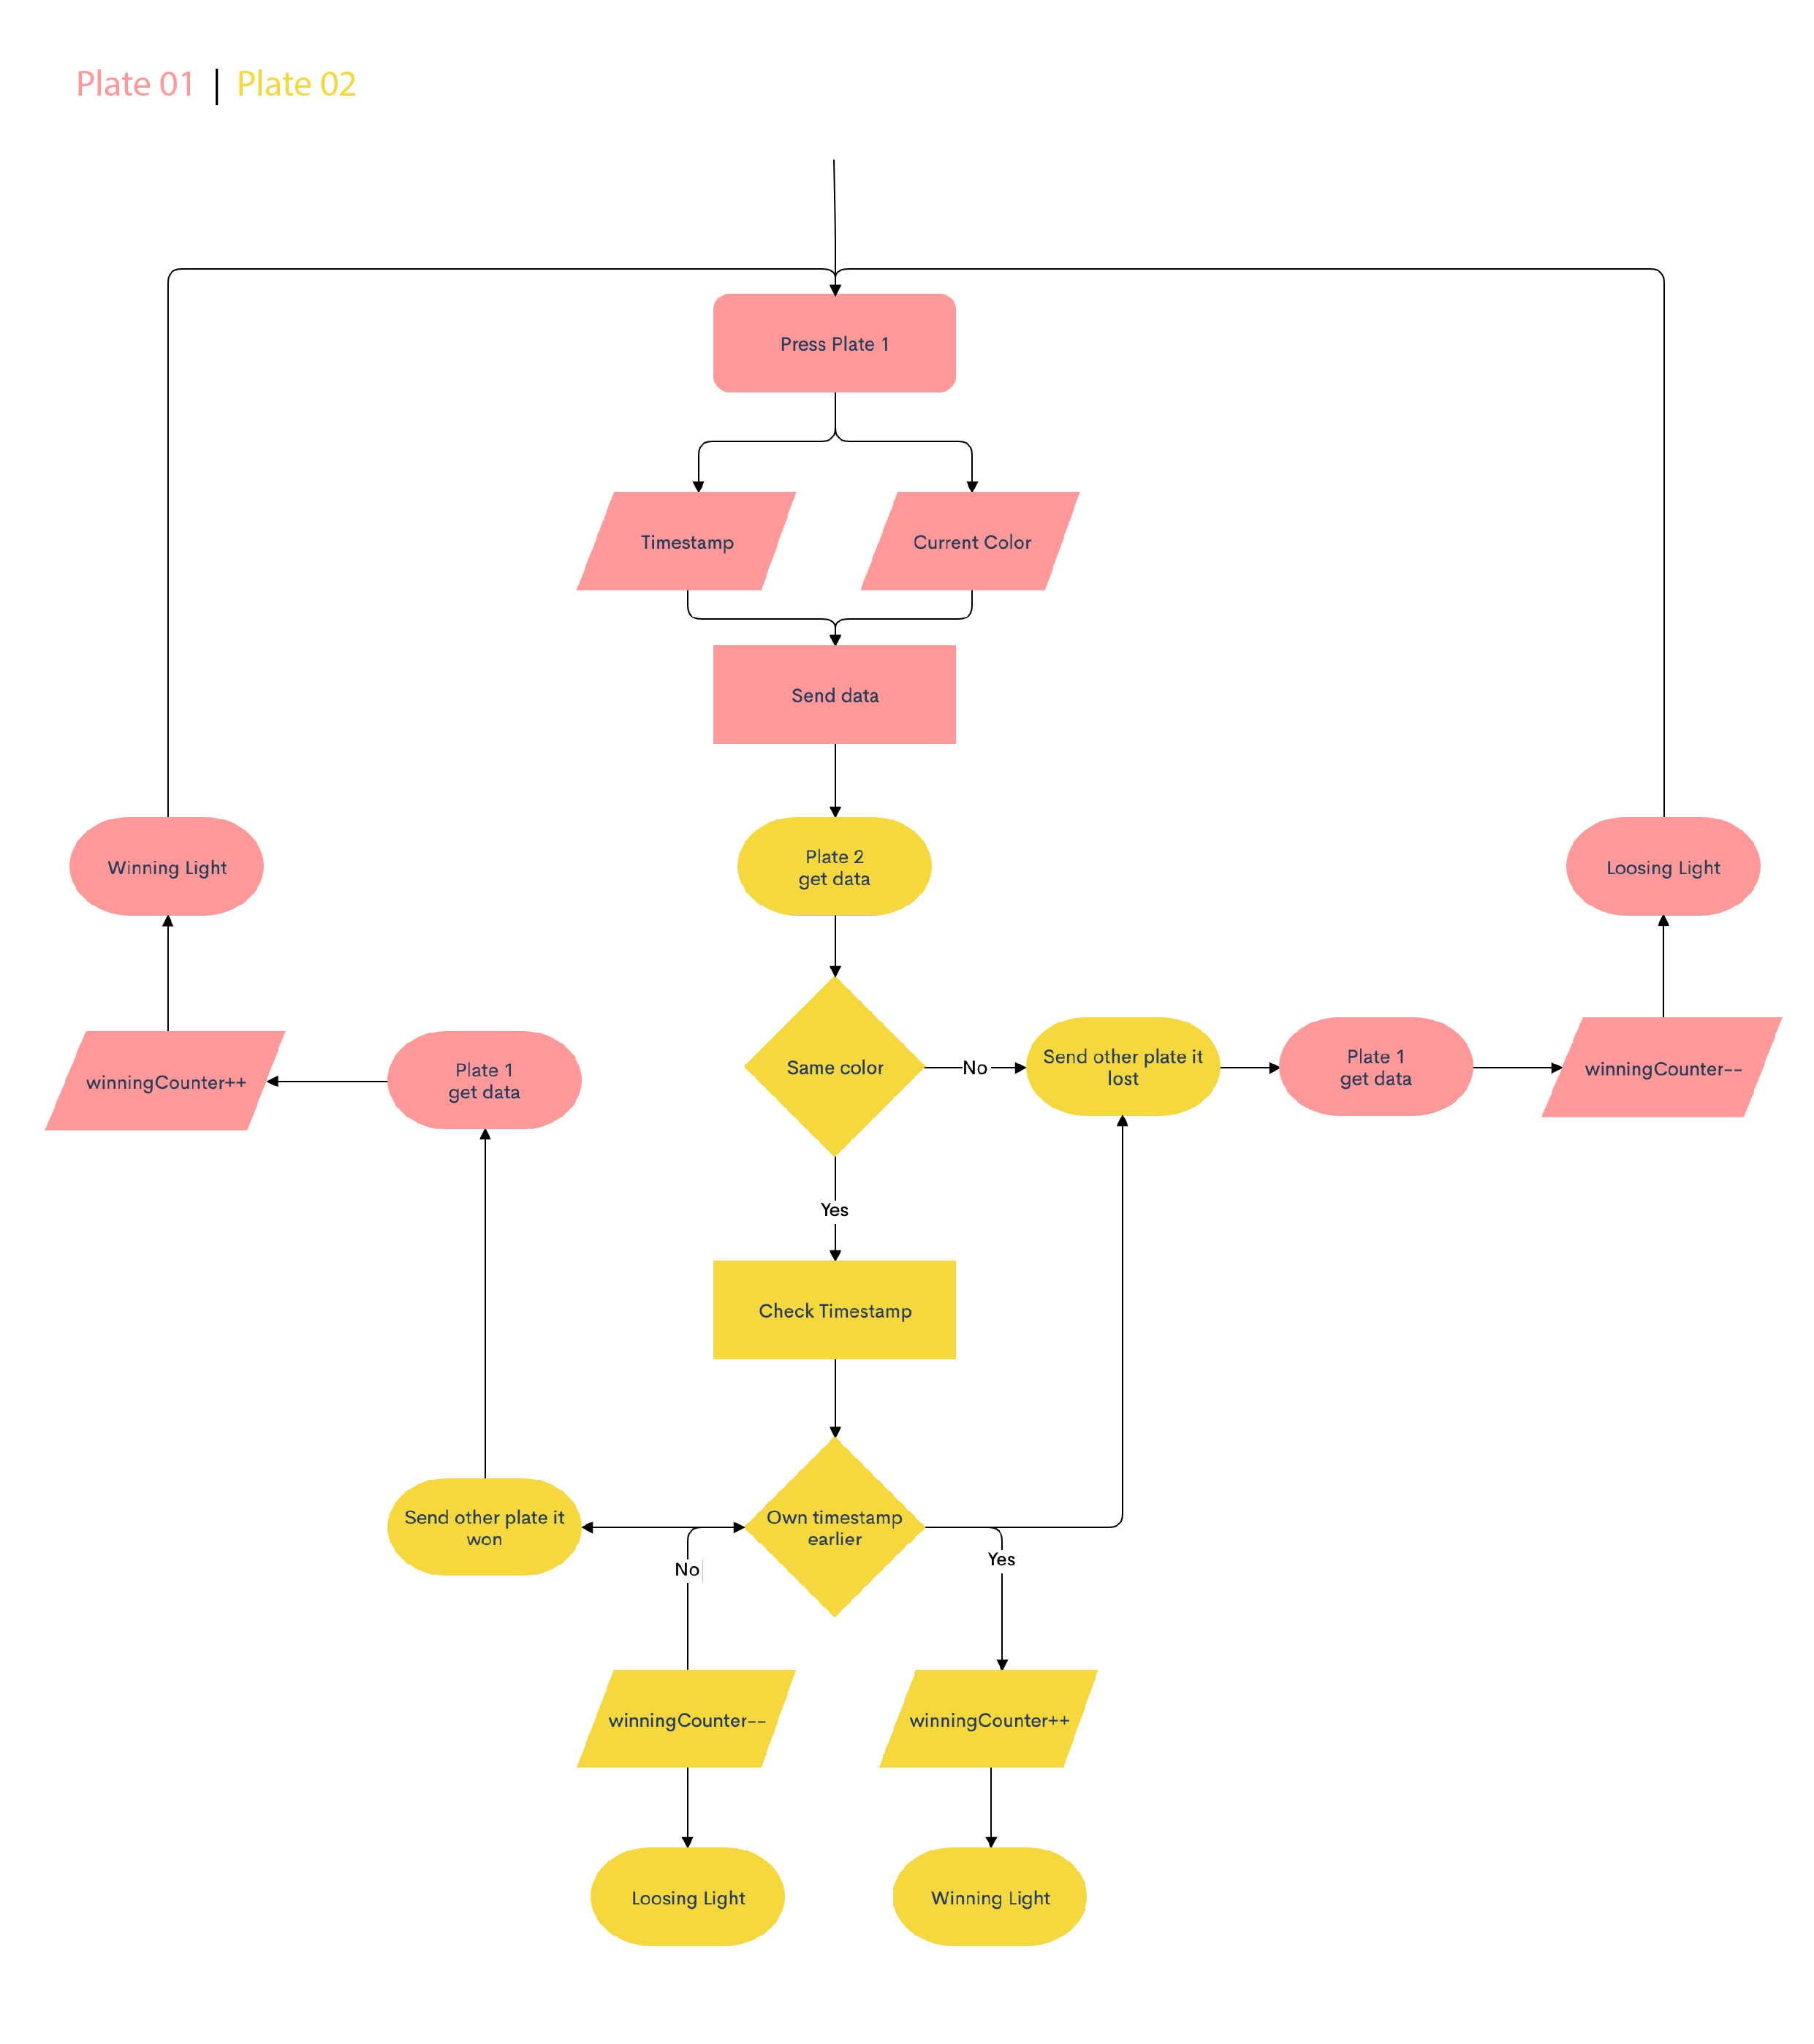 Plate 01 | Plate 02
Press Plate 1
Timestamp
Current Color
Send data
Winning Light
Plate 2
get data
Loosing Light
winningCounter++
Plate 1
get data
Same color
No
Send other plate it
lost
Plate 1
get data
winningCounter--
Yes
Check Timestamp
Send other plate it
won
Own timestamp
earlier
No
Yes
winningCounter--
winningCounter++
Loosing Light
Winning Light